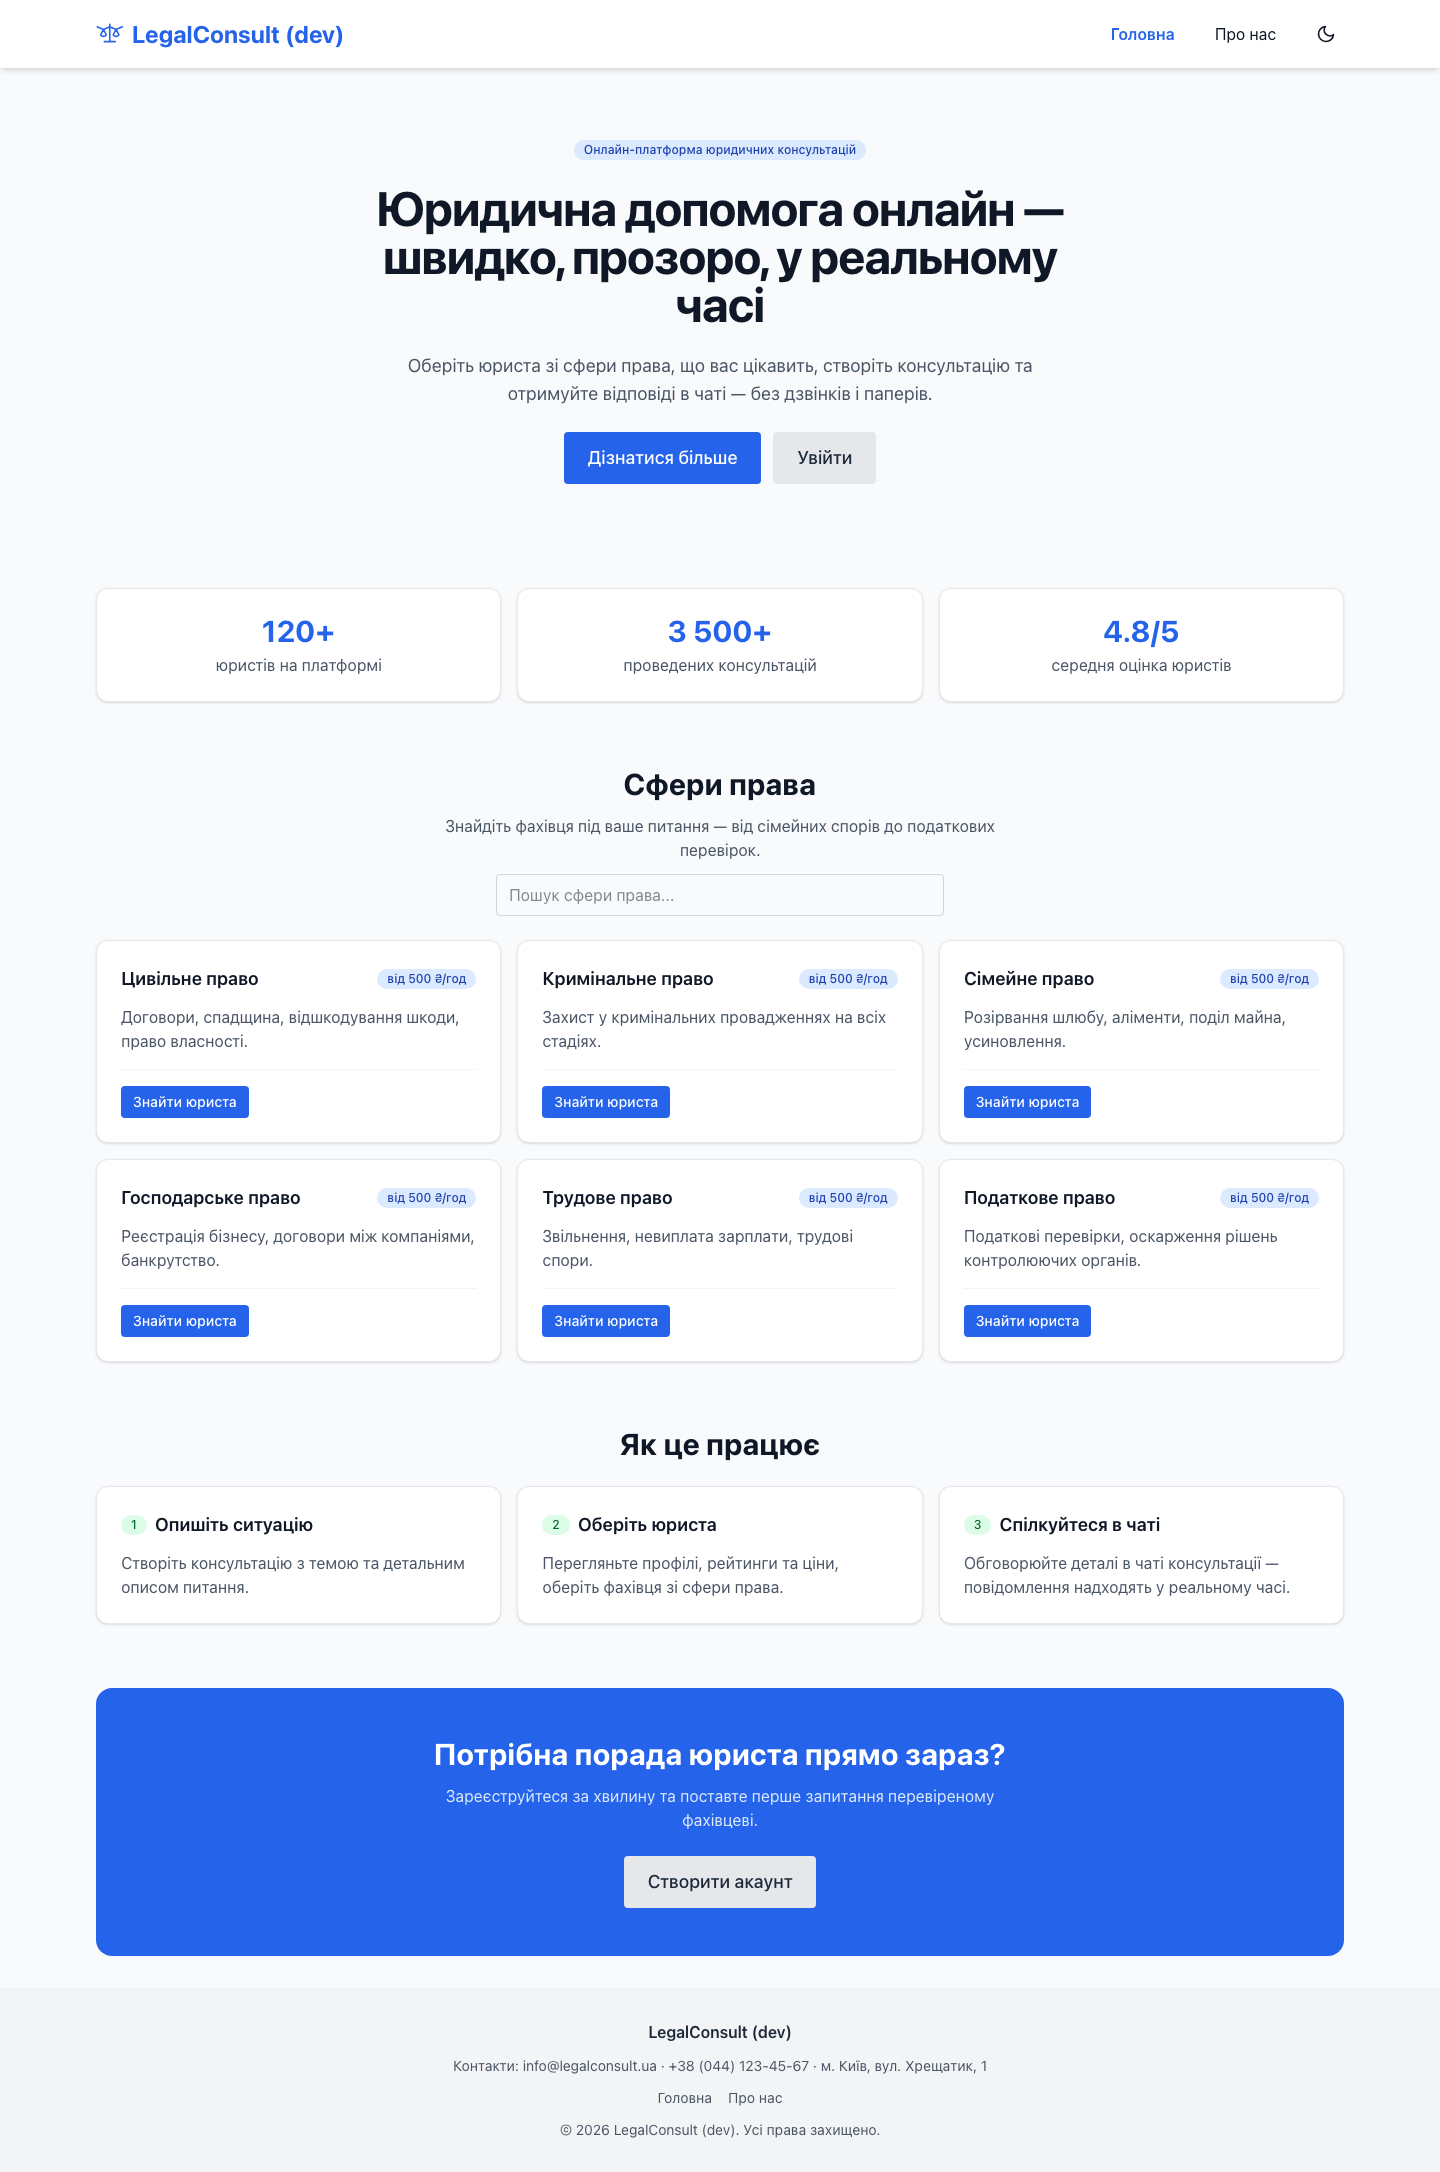 LegalConsult (dev)
Головна
Про нас
Онлайн-платформа юридичних консультацій
Юридична допомога онлайн —
швидко, прозоро, у реальному
часі
Оберіть юриста зі сфери права, що вас цікавить, створіть консультацію та
отримуйте відповіді в чаті — без дзвінків і паперів.
Дізнатися більше
Увійти
120+
юристів на платформі
3 500+
проведених консультацій
4.8/5
середня оцінка юристів
Сфери права
Знайдіть фахівця під ваше питання — від сімейних спорів до податкових
перевірок.
Пошук сфери права...
Цивільне право
від 500 ₴/год
Договори, спадщина, відшкодування шкоди,
право власності.
Знайти юриста
Кримінальне право
від 500 ₴/год
Захист у кримінальних провадженнях на всіх
стадіях.
Знайти юриста
Сімейне право
від 500 ₴/год
Розірвання шлюбу, аліменти, поділ майна,
усиновлення.
Знайти юриста
Господарське право
від 500 ₴/год
Реєстрація бізнесу, договори між компаніями,
банкрутство.
Знайти юриста
Трудове право
від 500 ₴/год
Звільнення, невиплата зарплати, трудові
спори.
Знайти юриста
Податкове право
від 500 ₴/год
Податкові перевірки, оскарження рішень
контролюючих органів.
Знайти юриста
Як це працює
1 Опишіть ситуацію
Створіть консультацію з темою та детальним
описом питання.
2 Оберіть юриста
Перегляньте профілі, рейтинги та ціни,
оберіть фахівця зі сфери права.
3 Спілкуйтеся в чаті
Обговорюйте деталі в чаті консультації —
повідомлення надходять у реальному часі.
Потрібна порада юриста прямо зараз?
Зареєструйтеся за хвилину та поставте перше запитання перевіреному
фахівцеві.
Створити акаунт
LegalConsult (dev)
Контакти: info@legalconsult.ua · +38 (044) 123-45-67 · м. Київ, вул. Хрещатик, 1
Головна Про нас
© 2026 LegalConsult (dev). Усі права захищено.